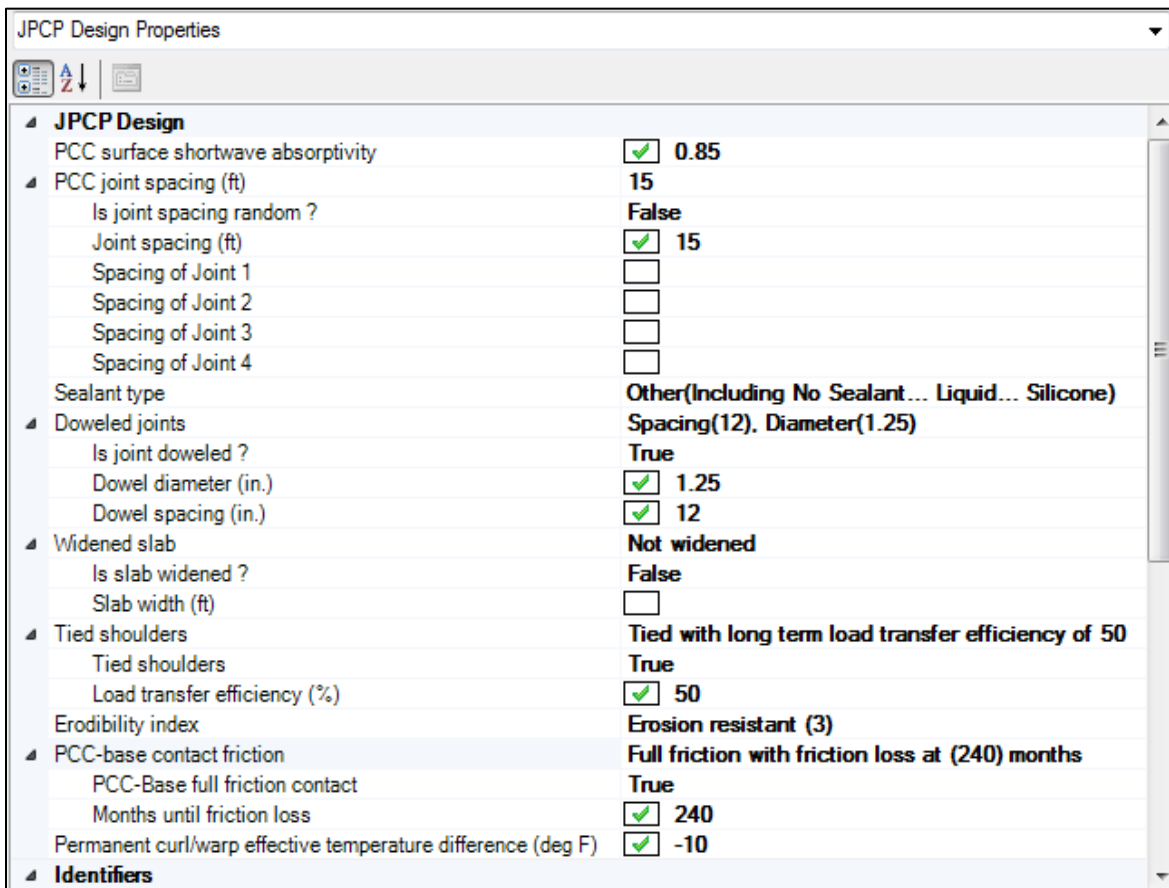 JPCP Design Properties
A Z
JPCP Design
PCC surface shortwave absorptivity 0.85
PCC joint spacing (ft) 15
Is joint spacing random ? False
Joint spacing (ft) 15
Spacing of Joint 1
Spacing of Joint 2
Spacing of Joint 3
Spacing of Joint 4
Sealant type Other(Including No Sealant... Liquid... Silicone)
Doweled joints Spacing(12), Diameter(1.25)
Is joint doweled ? True
Dowel diameter (in.) 1.25
Dowel spacing (in.) 12
Widened slab Not widened
Is slab widened ? False
Slab width (ft)
Tied shoulders Tied with long term load transfer efficiency of 50
Tied shoulders True
Load transfer efficiency (%) 50
Erodibility index Erosion resistant (3)
PCC-base contact friction Full friction with friction loss at (240) months
PCC-Base full friction contact True
Months until friction loss 240
Permanent curl/warp effective temperature difference (deg F) -10
Identifiers